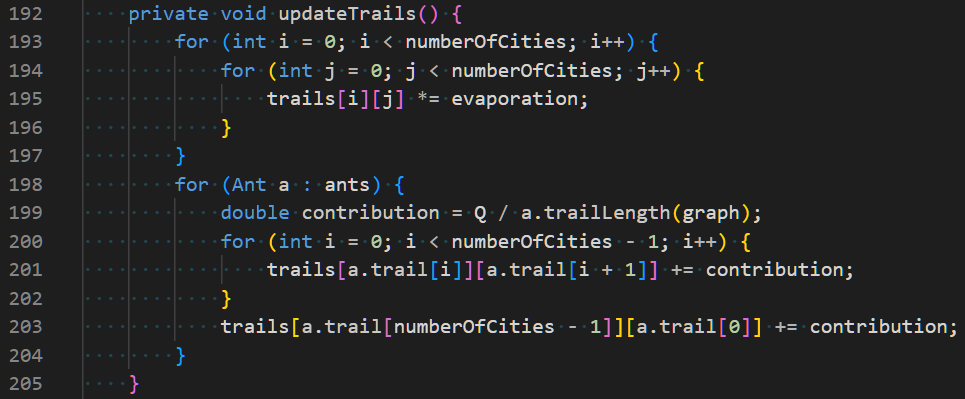 192     private void updateTrails() {
193         for (int i = 0; i < numberOfCities; i++) {
194             for (int j = 0; j < numberOfCities; j++) {
195                 trails[i][j] *= evaporation;
196             }
197         }
198         for (Ant a : ants) {
199             double contribution = Q / a.trailLength(graph);
200             for (int i = 0; i < numberOfCities - 1; i++) {
201                 trails[a.trail[i]][a.trail[i + 1]] += contribution;
202             }
203             trails[a.trail[numberOfCities - 1]][a.trail[0]] += contribution;
204         }
205     }